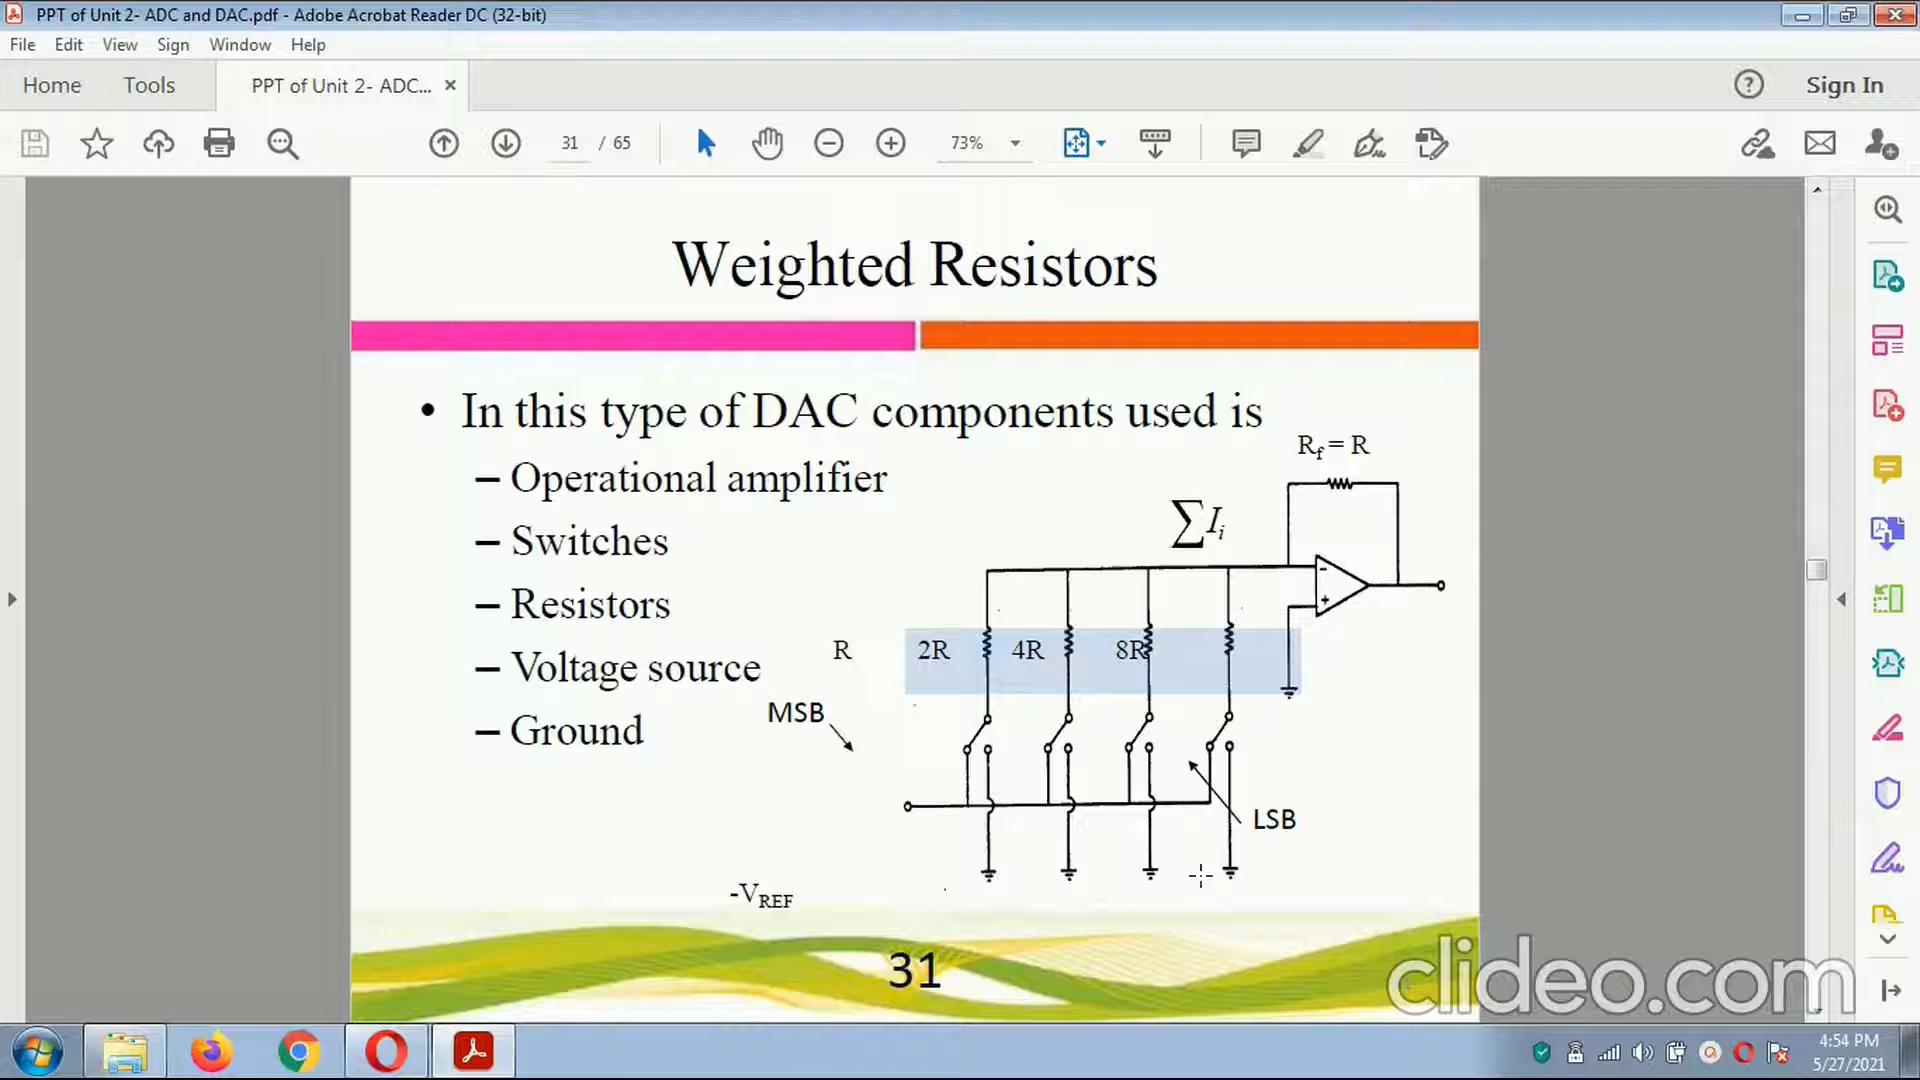 PPT of Unit 2- ADC and DAC.pdf - Adobe Acrobat Reader DC (32-bit)
File Edit View Sign Window Help
Home Tools PPT of Unit 2- ADC... × Sign In
31 / 65 73%
Weighted Resistors
• In this type of DAC components used is
– Operational amplifier
– Switches
– Resistors
– Voltage source
– Ground
Rf = R
∑Ii
-
+
R 2R 4R 8R
MSB
LSB
-VREF
31
clideo.com
4:54 PM
5/27/2021